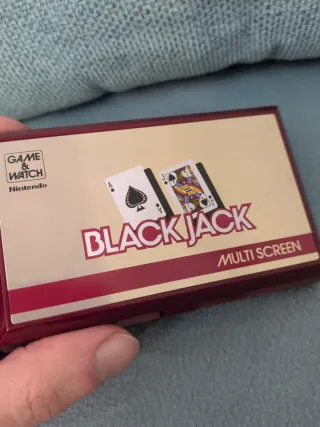 GAME
&
WATCH
Nintendo
A
J
BLACK JACK
MULTI SCREEN